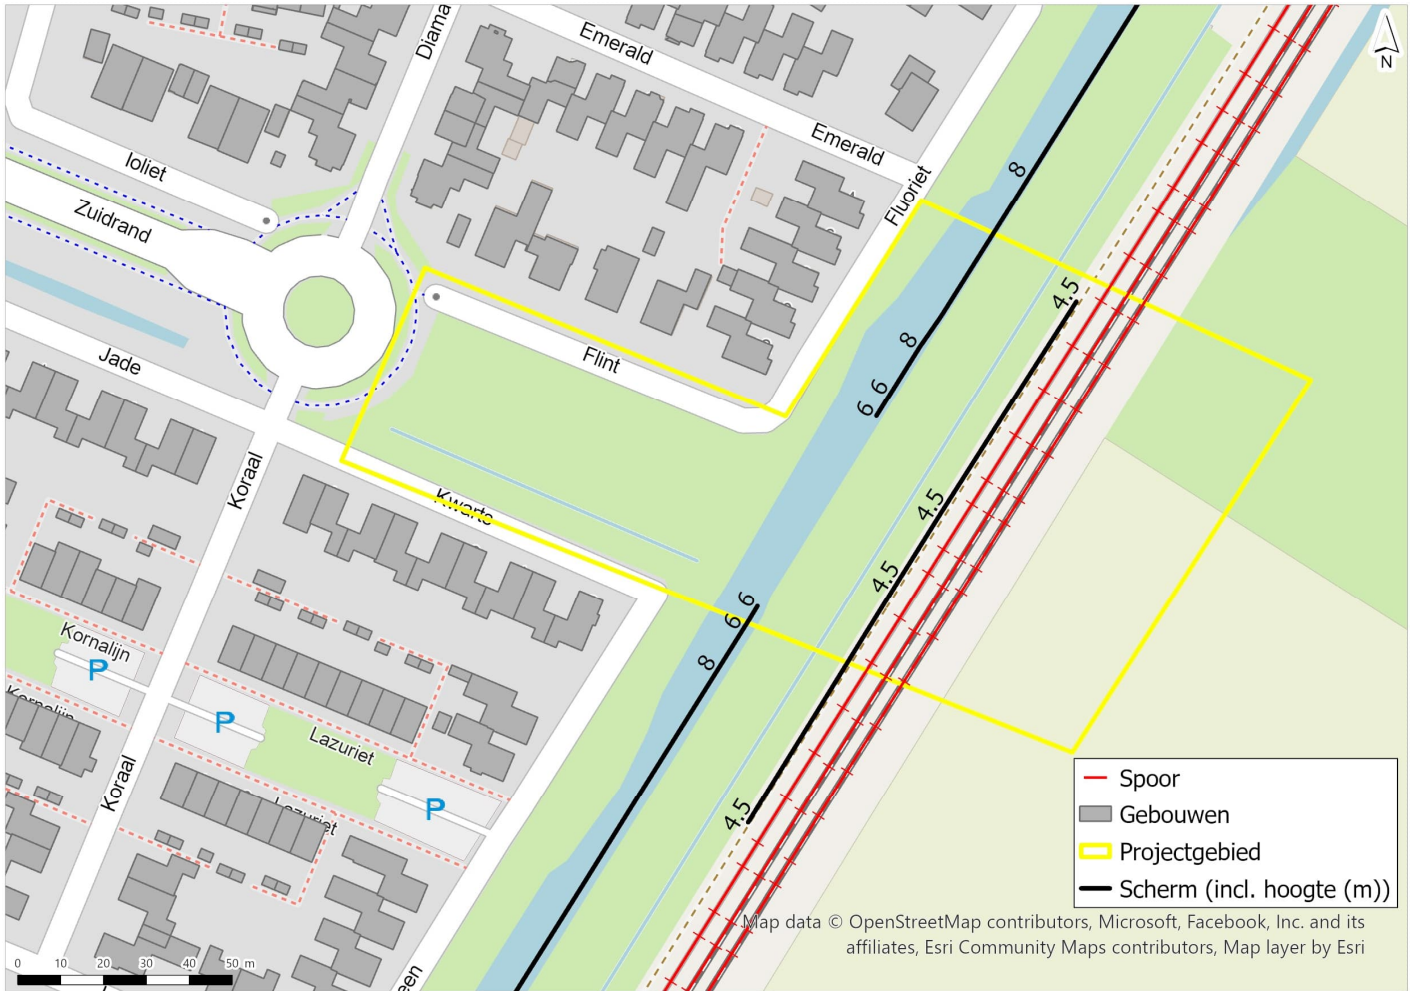 Diama
Emerald
Emerald
N
Ioliet
Zuidrand
Fluoriet
8
4.5
Jade
Flint
8
6 6
Koraal
Kwarts
4.5
4.5
6 6
8
Kornalijn
P
Kornalijn
P
Lazuriet
Koraal
Lazuriet
P
4.5
een
Spoor
Gebouwen
Projectgebied
Scherm (incl. hoogte (m))
Map data © OpenStreetMap contributors, Microsoft, Facebook, Inc. and its
affiliates, Esri Community Maps contributors, Map layer by Esri
0 10 20 30 40 50 m